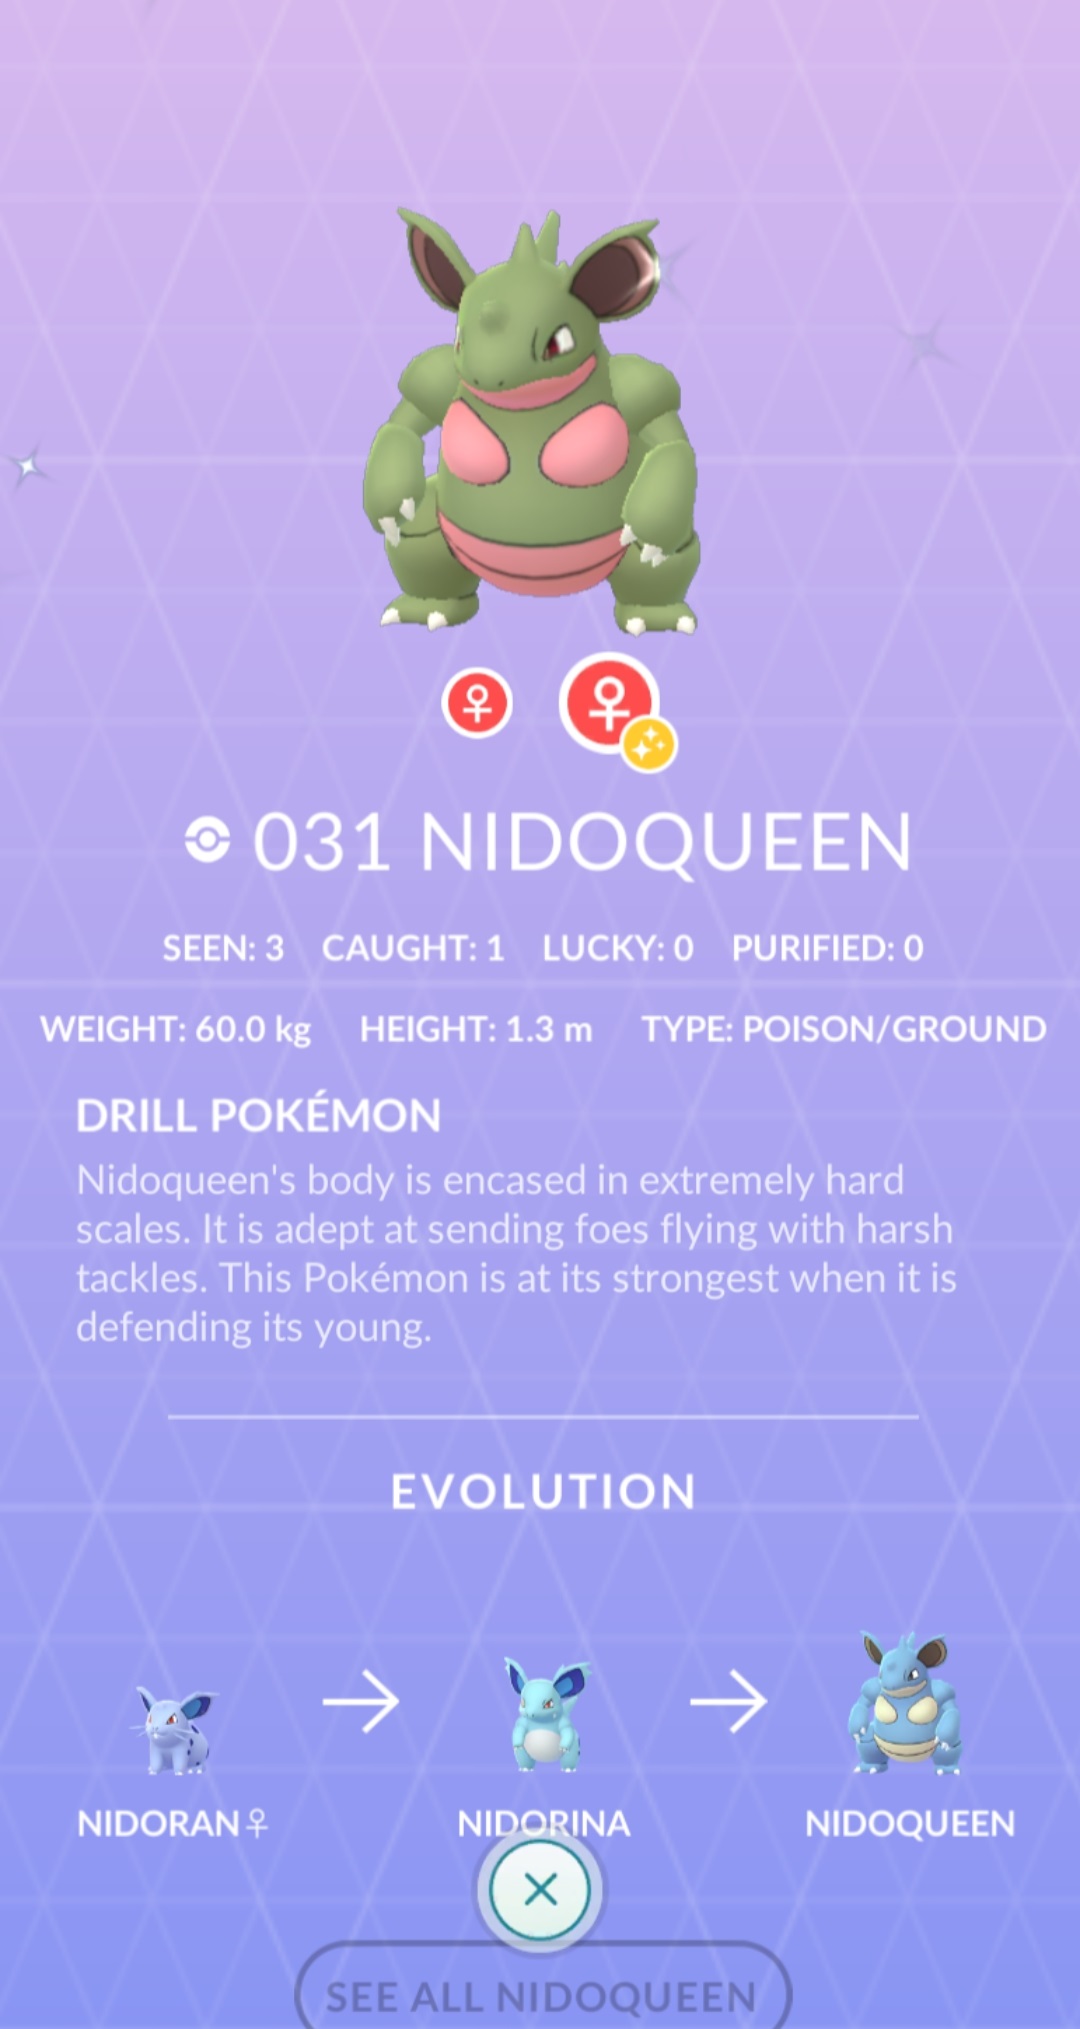 031 NIDOQUEEN
SEEN: 3 CAUGHT: 1 LUCKY: 0 PURIFIED: 0
WEIGHT: 60.0 kg HEIGHT: 1.3 m TYPE: POISON/GROUND
DRILL POKÉMON
Nidoqueen's body is encased in extremely hard
scales. It is adept at sending foes flying with harsh
tackles. This Pokémon is at its strongest when it is
defending its young.
EVOLUTION
NIDORAN♀ NIDORINA NIDOQUEEN
SEE ALL NIDOQUEEN